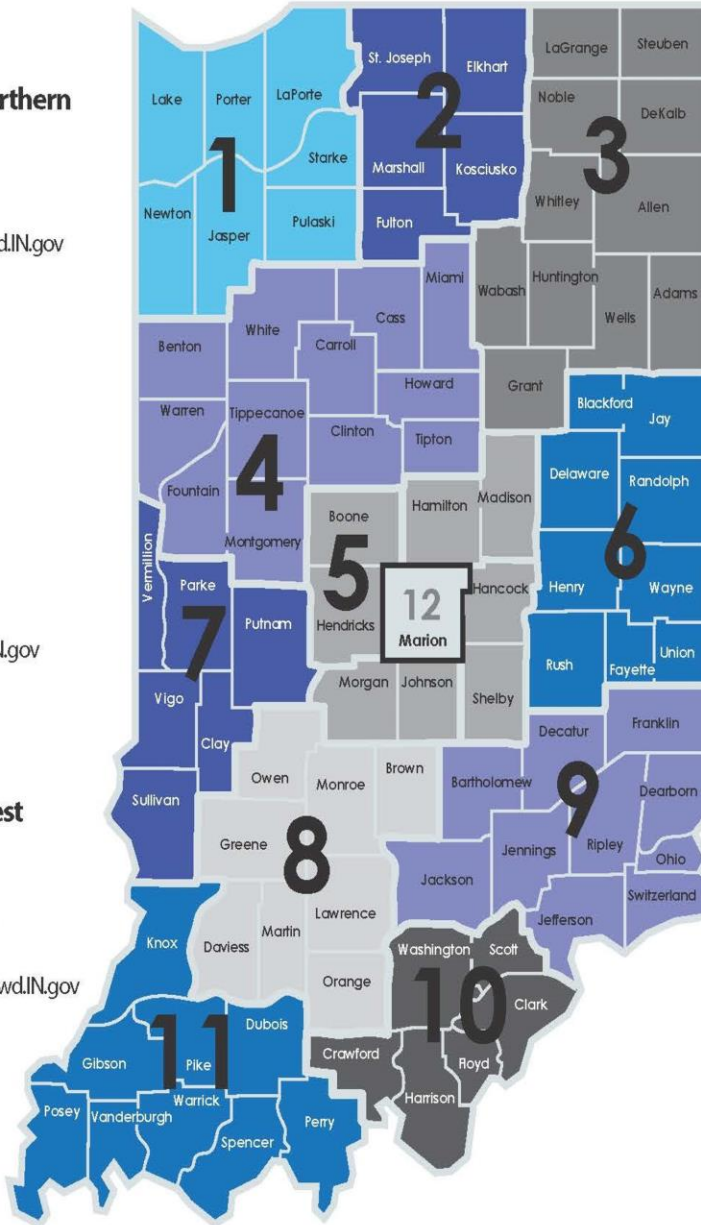 rthern
d.IN.gov
N.gov
est
wd.IN.gov
Lake
Porter
LaPorte
Starke
Newton
Jasper
Pulaski
1
St. Joseph
Elkhart
Marshall
Kosciusko
Fulton
2
LaGrange
Steuben
Noble
DeKalb
Whitley
Allen
Wabash
Huntington
Wells
Adams
Grant
3
Miami
Cass
White
Carroll
Benton
Howard
Warren
Tippecanoe
Clinton
Tipton
Fountain
Montgomery
4
Boone
Hamilton
Madison
Hendricks
Hancock
Morgan
Johnson
Shelby
5
12
Marion
Blackford
Jay
Delaware
Randolph
Henry
Wayne
Rush
Fayette
Union
6
Vermillion
Parke
Putnam
Vigo
Clay
Sullivan
7
Owen
Monroe
Brown
Greene
Lawrence
Daviess
Martin
Orange
8
Decatur
Franklin
Bartholomew
Dearborn
Jennings
Ripley
Ohio
Jackson
Switzerland
Jefferson
9
Washington
Scott
Clark
Crawford
Floyd
Harrison
10
Knox
Dubois
Gibson
Pike
Posey
Vanderburgh
Warrick
Spencer
Perry
11